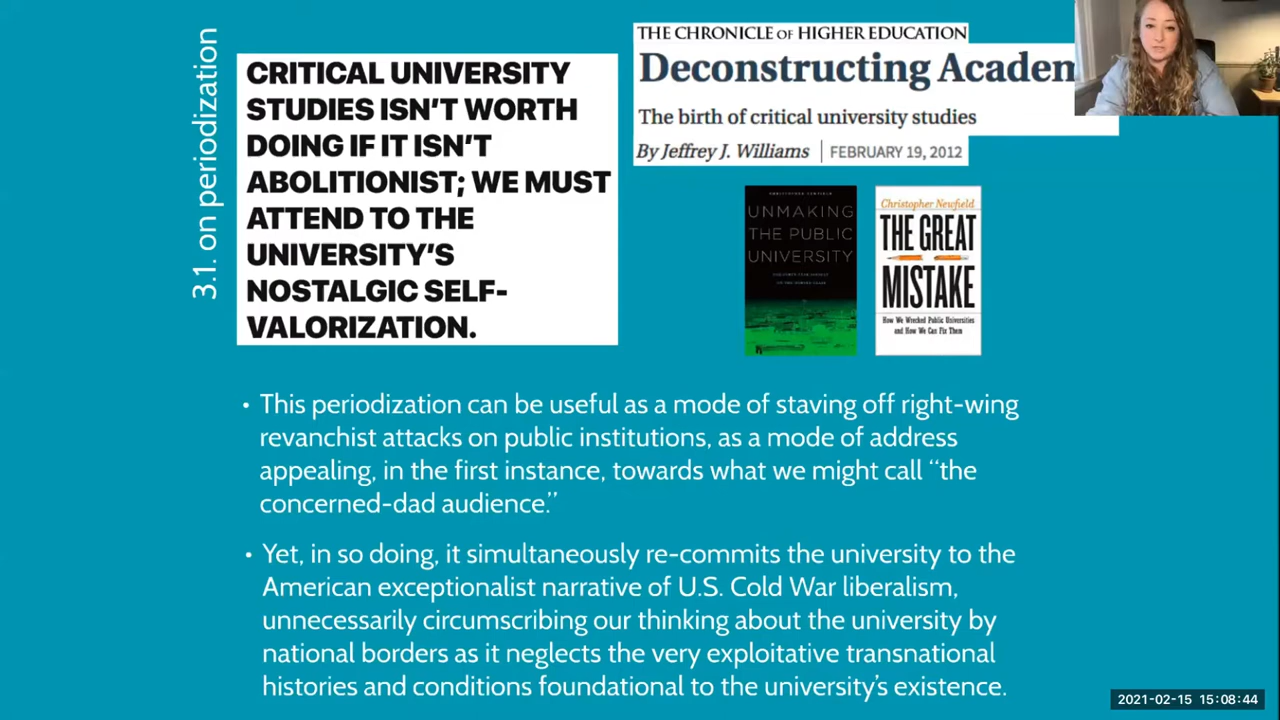 3.1. on periodization
CRITICAL UNIVERSITY
STUDIES ISN'T WORTH
DOING IF IT ISN'T
ABOLITIONIST; WE MUST
ATTEND TO THE
UNIVERSITY'S
NOSTALGIC SELF-
VALORIZATION.
THE CHRONICLE OF HIGHER EDUCATION
Deconstructing Academ
The birth of critical university studies
By Jeffrey J. Williams | FEBRUARY 19, 2012
UNMAKING
THE PUBLIC
UNIVERSITY
Christopher Newfield
THE GREAT
MISTAKE
How We Wrecked Public Universities
and How We Can Fix Them
• This periodization can be useful as a mode of staving off right-wing
revanchist attacks on public institutions, as a mode of address
appealing, in the first instance, towards what we might call “the
concerned-dad audience.”
• Yet, in so doing, it simultaneously re-commits the university to the
American exceptionalist narrative of U.S. Cold War liberalism,
unnecessarily circumscribing our thinking about the university by
national borders as it neglects the very exploitative transnational
histories and conditions foundational to the university’s existence.
2021-02-15 15:08:44